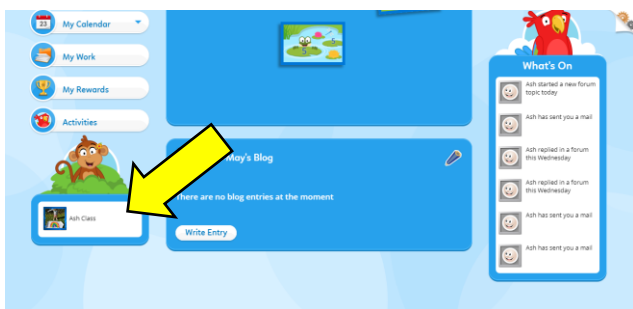 23
My Calendar
My Work
My Rewards
Activities
Ash Class
May's Blog
There are no blog entries at the moment
Write Entry
What's On
Ash started a new forum
topic today
Ash has sent you a mail
Ash replied in a forum
this Wednesday
Ash replied in a forum
this Wednesday
Ash has sent you a mail
Ash has sent you a mail